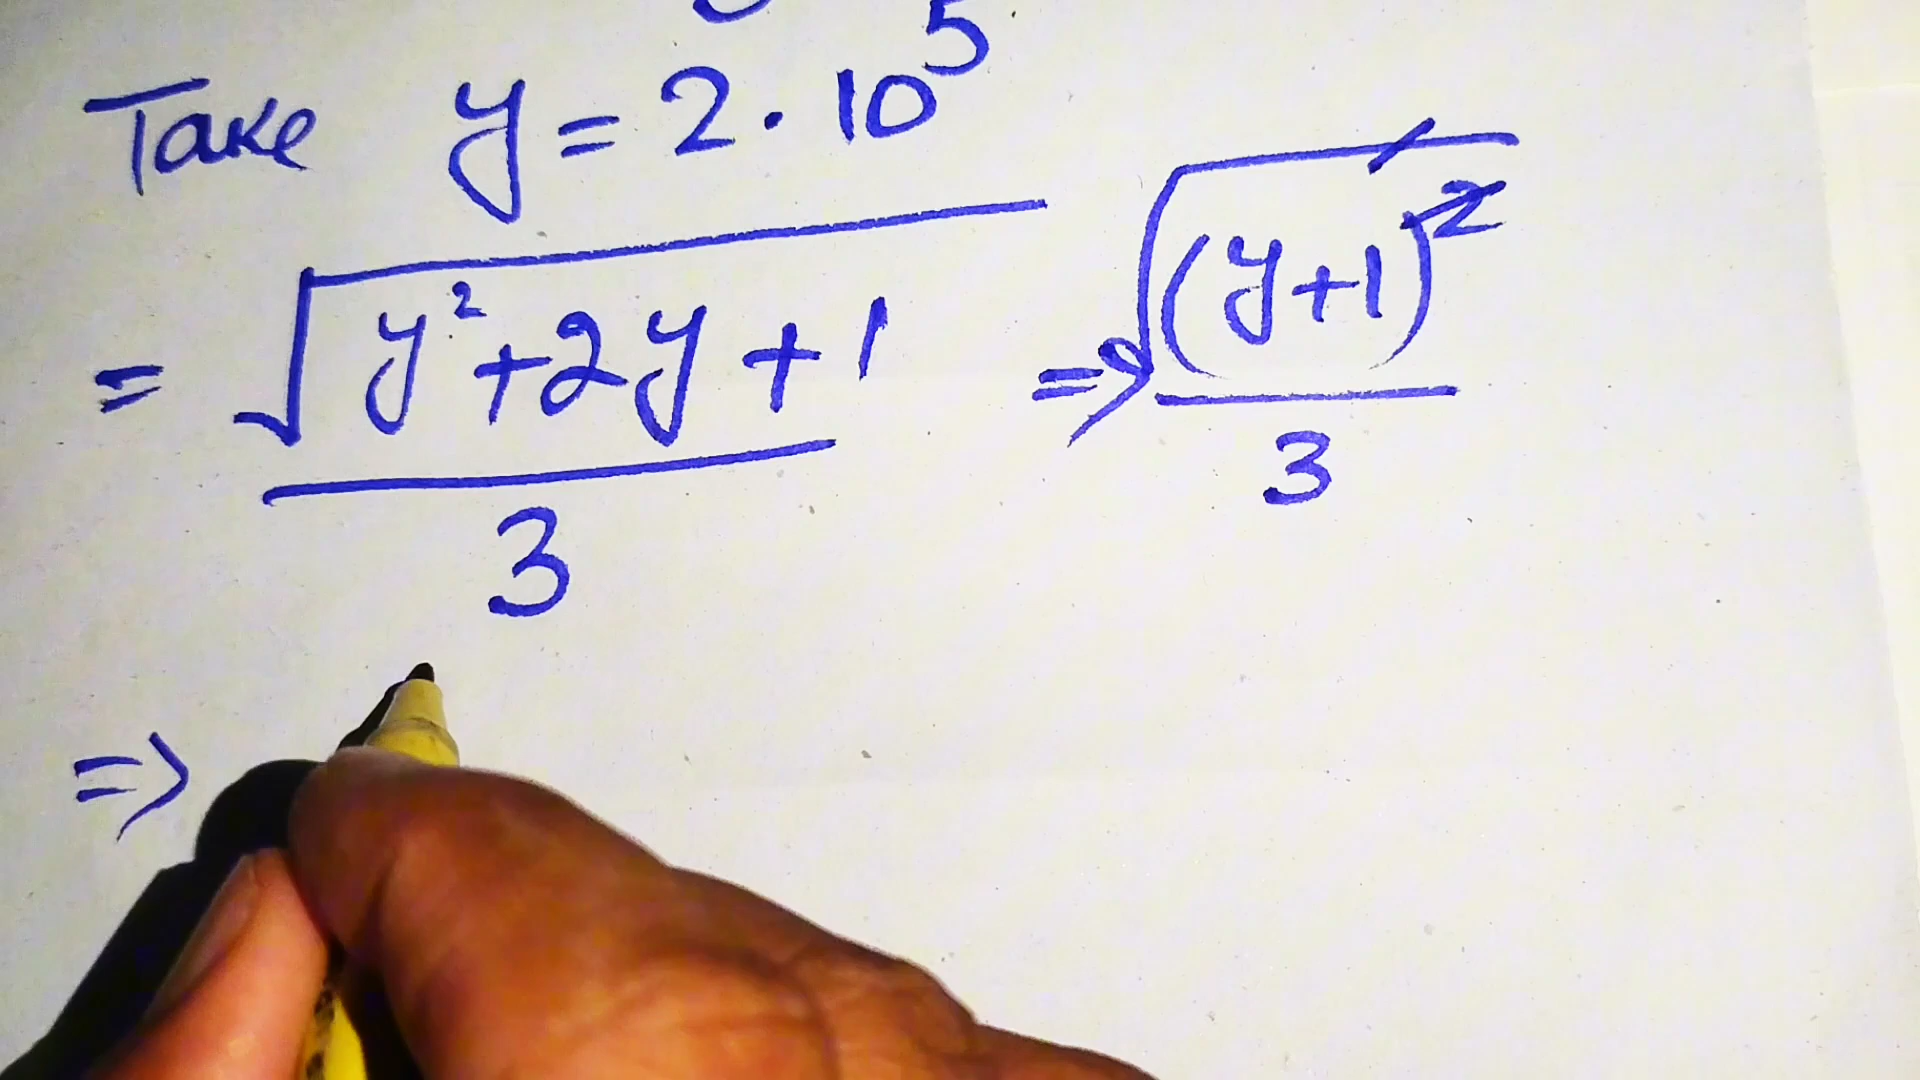 Take y = 2 · 10^5
= √(y² + 2y + 1) / 3 => √((y+1)²) / 3
=>